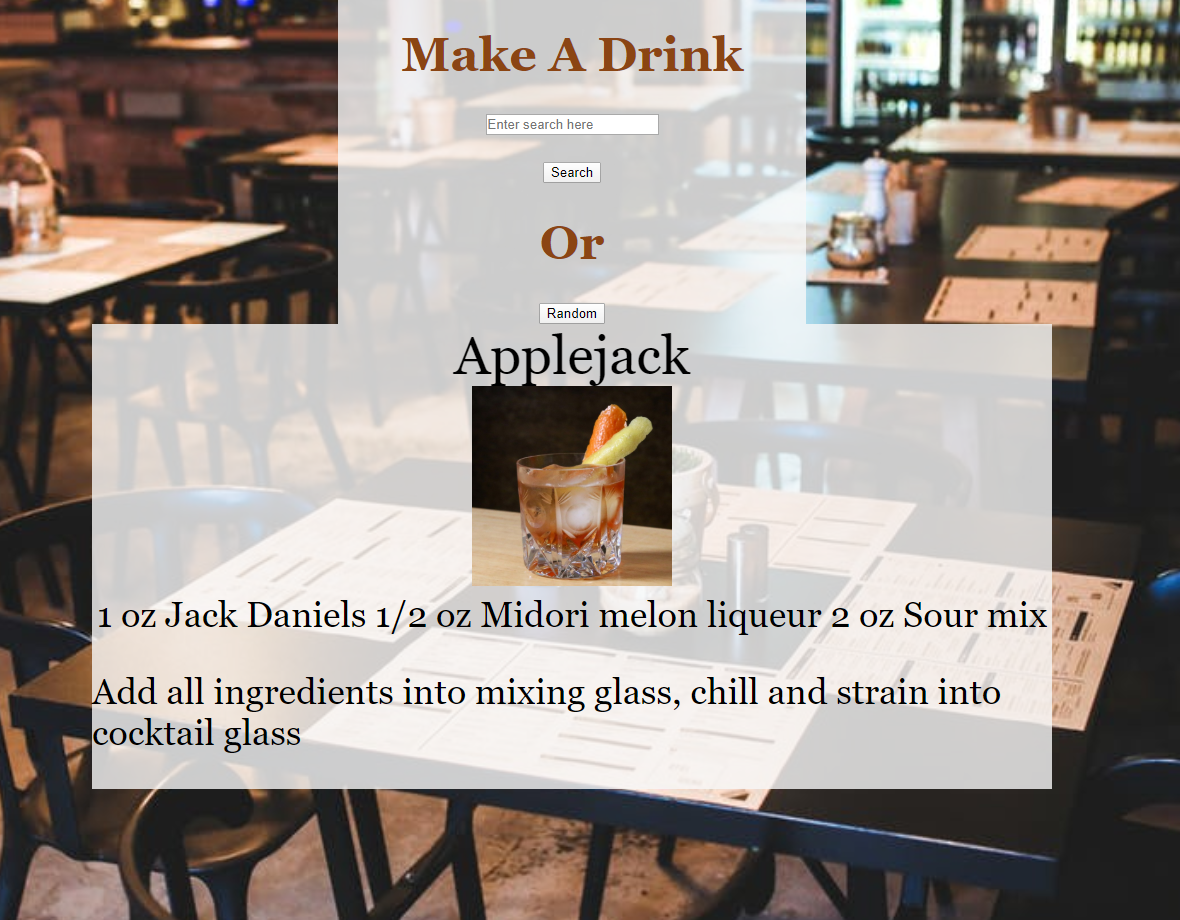 Make A Drink
Enter search here
Search
Or
Random
Applejack
1 oz Jack Daniels 1/2 oz Midori melon liqueur 2 oz Sour mix
Add all ingredients into mixing glass, chill and strain into
cocktail glass